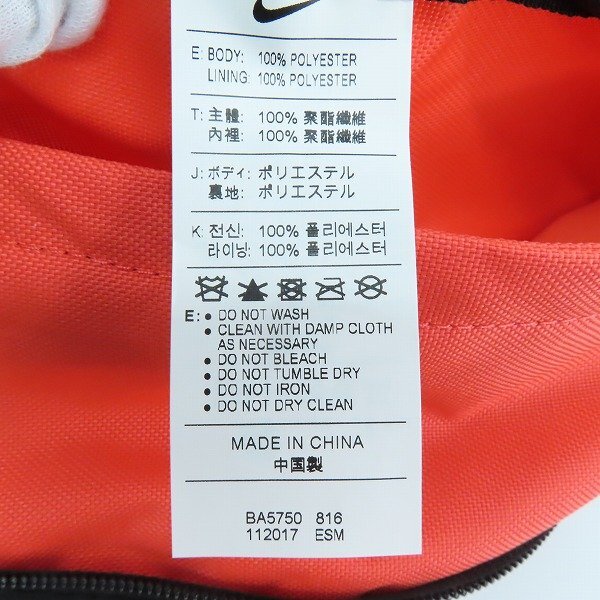 E: BODY: 100% POLYESTER
LINING: 100% POLYESTER
T: 主體: 100% 聚酯纖維
內裡: 100% 聚酯纖維
J: ボディ: ポリエステル
裏地: ポリエステル
K: 전신: 100% 폴리에스터
라이닝: 100% 폴리에스터
E: • DO NOT WASH
• CLEAN WITH DAMP CLOTH
AS NECESSARY
• DO NOT BLEACH
• DO NOT TUMBLE DRY
• DO NOT IRON
• DO NOT DRY CLEAN
MADE IN CHINA
中国製
BA5750 816
112017 ESM